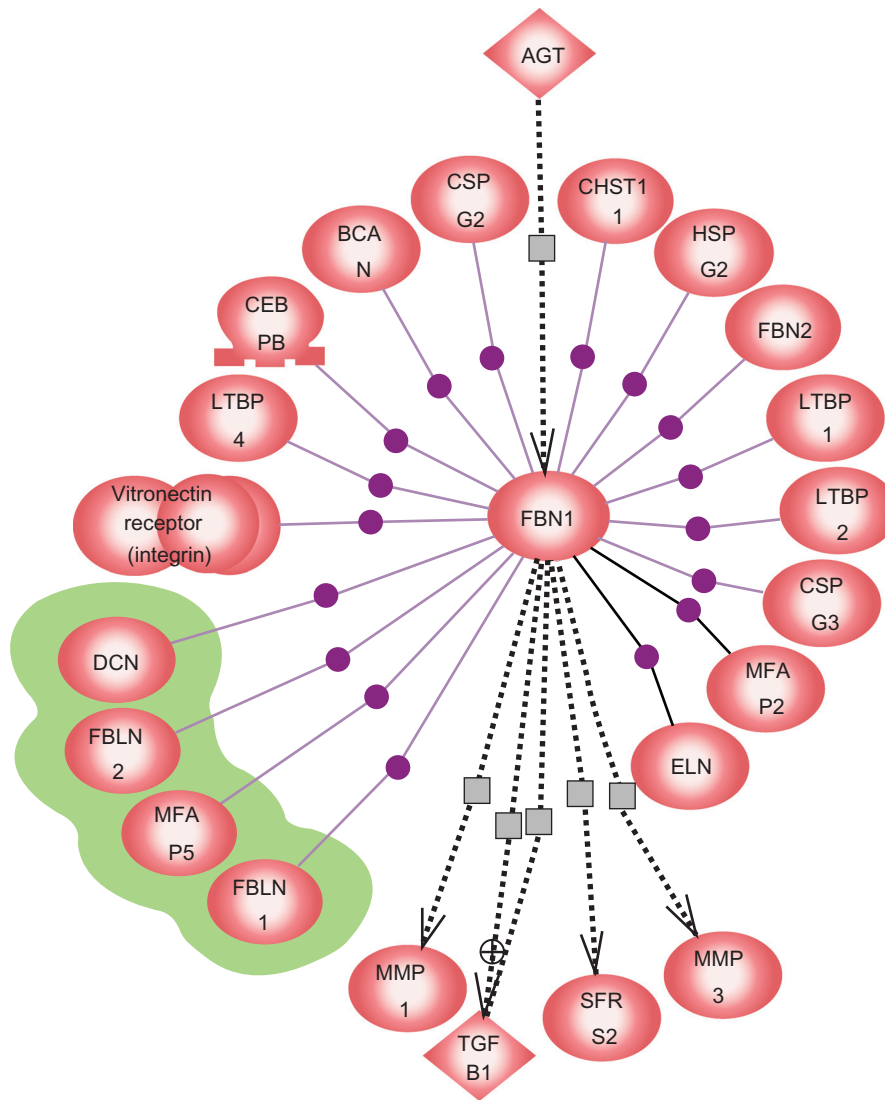 AGT
CSP
G2
CHST1
1
BCA
N
HSP
G2
CEB
PB
FBN2
LTBP
4
LTBP
1
Vitronectin
receptor
(integrin)
FBN1
LTBP
2
CSP
G3
DCN
MFA
P2
FBLN
2
ELN
MFA
P5
FBLN
1
MMP
1
MMP
3
SFR
S2
TGF
B1